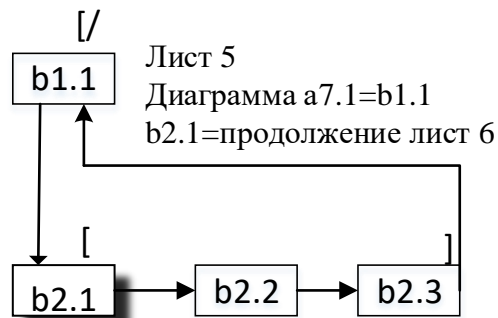 [/
b1.1
Лист 5
Диаграмма а7.1=b1.1
b2.1=продолжение лист 6
[
]
b2.1
b2.2
b2.3